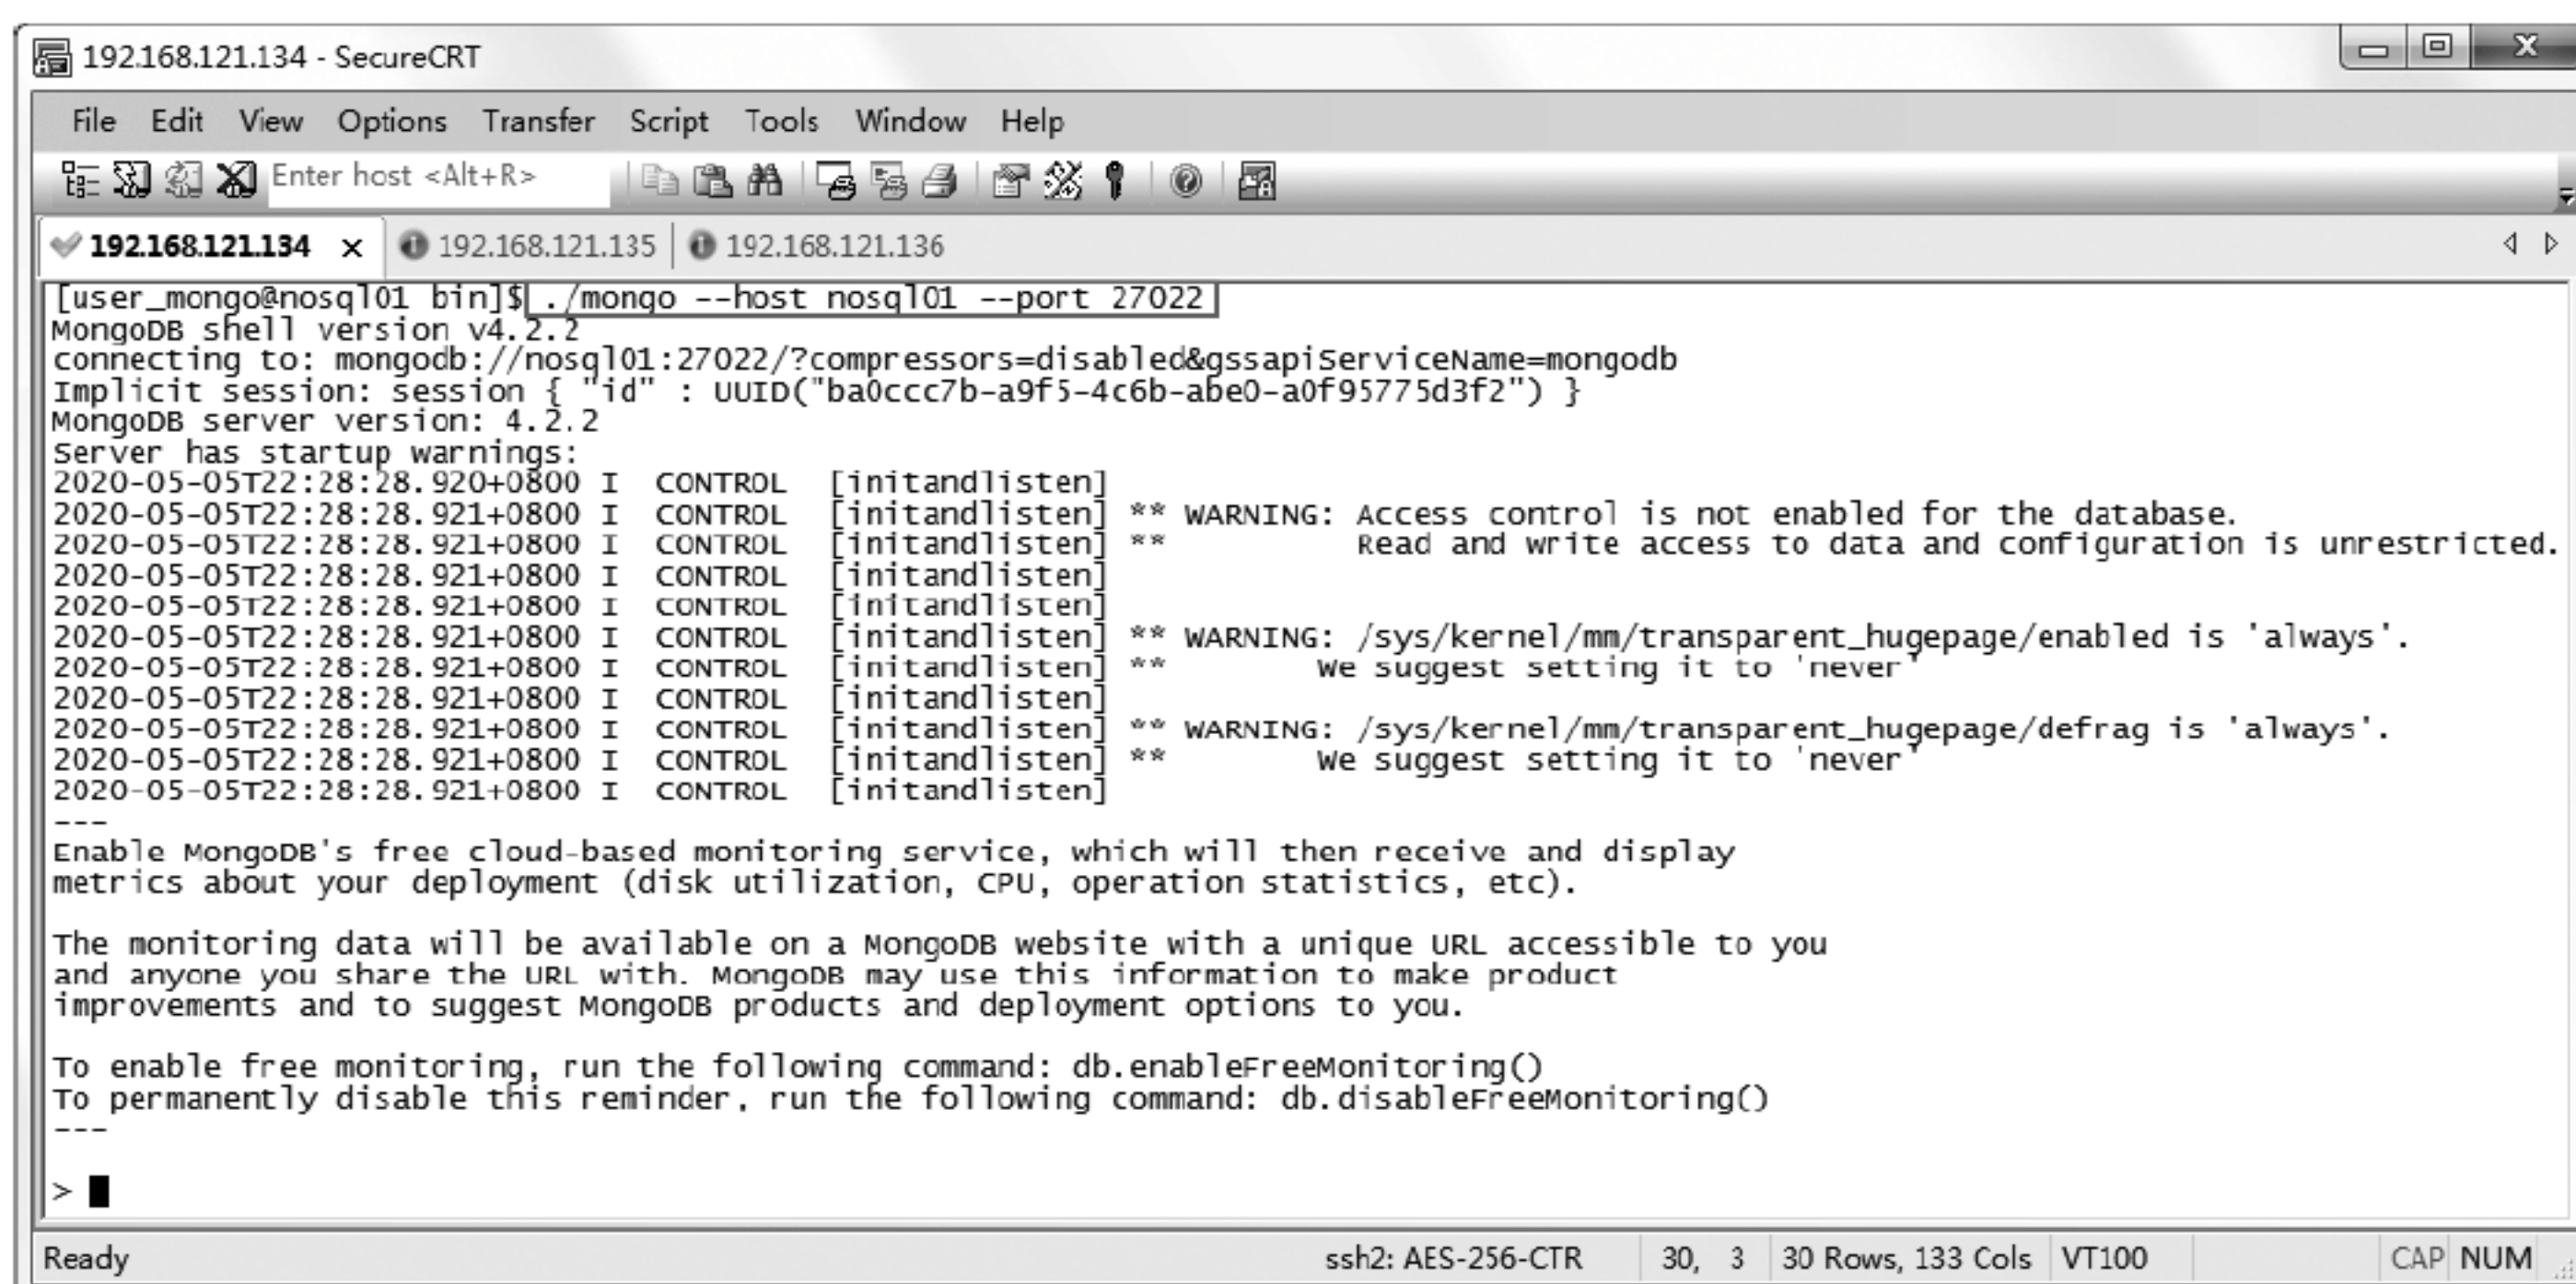 192.168.121.134 - SecureCRT
File Edit View Options Transfer Script Tools Window Help
Enter host <Alt+R>
192.168.121.134 192.168.121.135 192.168.121.136
[user_mongo@nosql01 bin]$ ./mongo --host nosql01 --port 27022
MongoDB shell version v4.2.2
connecting to: mongodb://nosql01:27022/?compressors=disabled&gssapiServiceName=mongodb
Implicit session: session { "id" : UUID("ba0ccc7b-a9f5-4c6b-abe0-a0f95775d3f2") }
MongoDB server version: 4.2.2
Server has startup warnings:
2020-05-05T22:28:28.920+0800 I  CONTROL  [initandlisten]
2020-05-05T22:28:28.921+0800 I  CONTROL  [initandlisten] ** WARNING: Access control is not enabled for the database.
2020-05-05T22:28:28.921+0800 I  CONTROL  [initandlisten] **          Read and write access to data and configuration is unrestricted.
2020-05-05T22:28:28.921+0800 I  CONTROL  [initandlisten]
2020-05-05T22:28:28.921+0800 I  CONTROL  [initandlisten]
2020-05-05T22:28:28.921+0800 I  CONTROL  [initandlisten] ** WARNING: /sys/kernel/mm/transparent_hugepage/enabled is 'always'.
2020-05-05T22:28:28.921+0800 I  CONTROL  [initandlisten] **        We suggest setting it to 'never'
2020-05-05T22:28:28.921+0800 I  CONTROL  [initandlisten]
2020-05-05T22:28:28.921+0800 I  CONTROL  [initandlisten] ** WARNING: /sys/kernel/mm/transparent_hugepage/defrag is 'always'.
2020-05-05T22:28:28.921+0800 I  CONTROL  [initandlisten] **        We suggest setting it to 'never'
2020-05-05T22:28:28.921+0800 I  CONTROL  [initandlisten]
---
Enable MongoDB's free cloud-based monitoring service, which will then receive and display
metrics about your deployment (disk utilization, CPU, operation statistics, etc).
The monitoring data will be available on a MongoDB website with a unique URL accessible to you
and anyone you share the URL with. MongoDB may use this information to make product
improvements and to suggest MongoDB products and deployment options to you.
To enable free monitoring, run the following command: db.enableFreeMonitoring()
To permanently disable this reminder, run the following command: db.disableFreeMonitoring()
---
>
Ready ssh2: AES-256-CTR 30, 3 30 Rows, 133 Cols VT100 CAP NUM